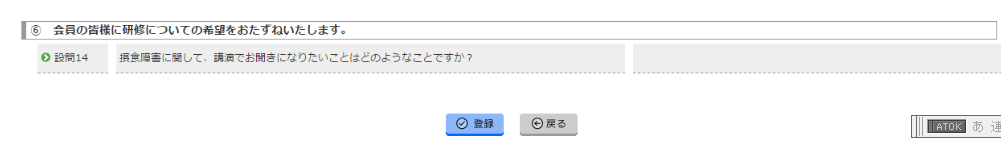 ⑥ 会員の皆様に研修についての希望をおたずねいたします。
設問14 摂食障害に関して、講演でお聞きになりたいことはどのようなことですか？
登録 戻る
ATOK あ 連